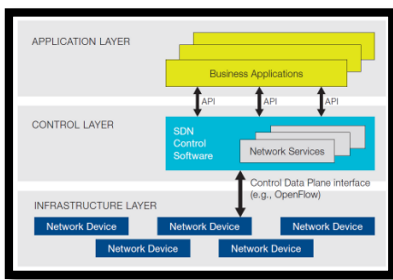 APPLICATION LAYER
Business Applications
API
API
API
CONTROL LAYER
SDN
Control
Software
Network Services
Control Data Plane interface
(e.g., OpenFlow)
INFRASTRUCTURE LAYER
Network Device
Network Device
Network Device
Network Device
Network Device